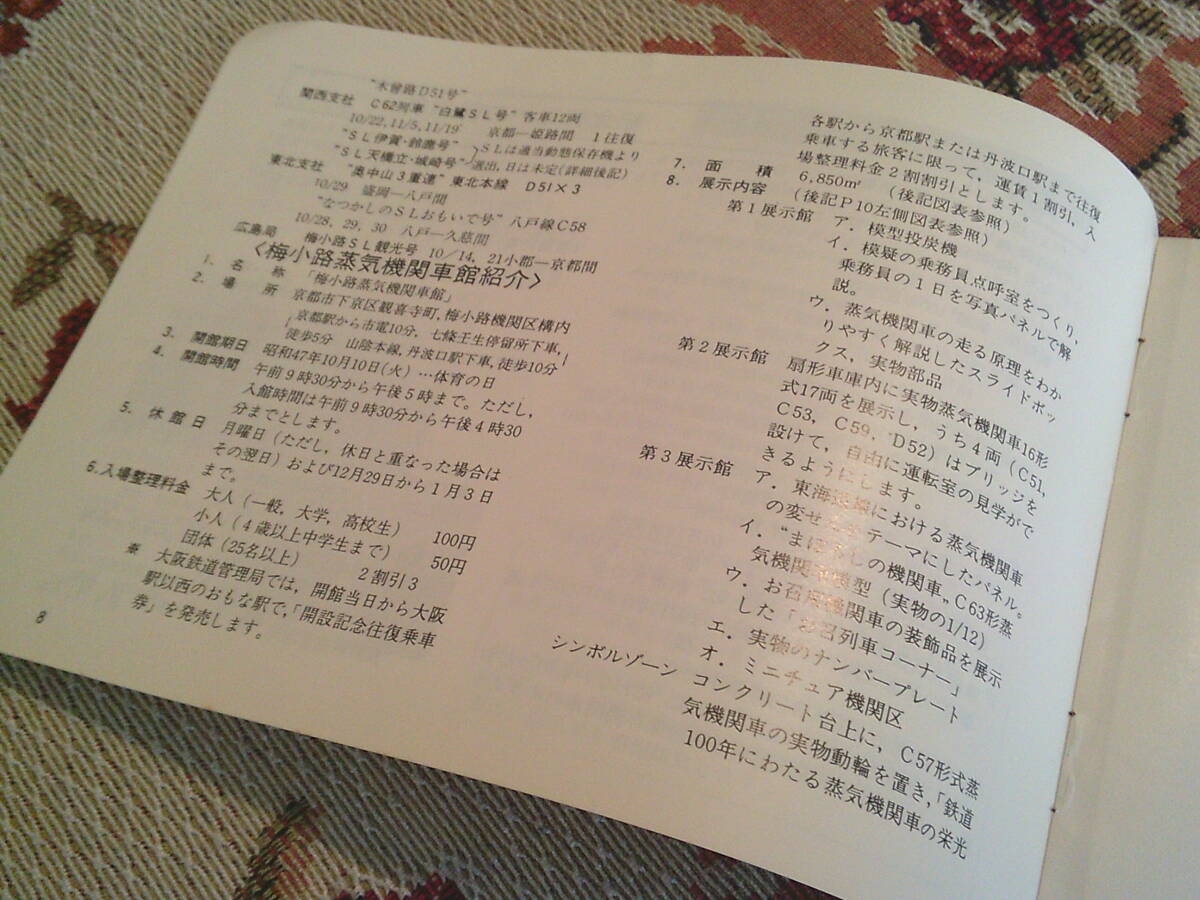 “木曽路D51号”
関西支社 C62列車 “白鷺SL号” 客車12両
10/22, 11/5, 11/19 京都―姫路間 1往復
“SL伊賀・鈴鹿号” SLは適当動態保存機より
“SL天橋立・城崎号” 選出,日は未定(詳細後記)
東北支社 “奥中山3重連” 東北本線 D51×3
10/29 盛岡―八戸間
“なつかしのSLおもいで号” 八戸線C58
10/28, 29, 30 八戸―久慈間
広島局 梅小路SL観光号 10/14, 21小郡―京都間
〈梅小路蒸気機関車館紹介〉
1. 名称 「梅小路蒸気機関車館」
2. 場所 京都市下京区観喜寺町,梅小路機関区構内
(京都駅から市電10分,七條壬生停留所下車,
徒歩5分 山陰本線,丹波口駅下車,徒歩10分)
3. 開館期日 昭和47年10月10日(火)…体育の日
4. 開館時間 午前9時30分から午後5時まで。ただし,
入館時間は午前9時30分から午後4時30
分までとします。
5. 休館日 月曜日(ただし,休日と重なった場合は
その翌日)および12月29日から1月3日
まで。
6. 入場整理料金 大人(一般,大学,高校生) 100円
小人(4歳以上中学生まで) 50円
団体(25名以上) 2割引3
※ 大阪鉄道管理局では,開館当日から大阪
駅以西のおもな駅で,「開設記念往復乗車
券」を発売します。
8
各駅から京都駅または丹波口駅まで往復
乗車する旅客に限って,運賃1割引,入
場整理料金2割割引とします。
7. 面積 6,850㎡ (後記図表参照)
8. 展示内容 (後記P10左側図表参照)
第1展示館 ア.模型投炭機
イ.模疑の乗務員点呼室をつくり,
乗務員の1日を写真パネルで解
説。
ウ.蒸気機関車の走る原理をわか
りやすく解説したスライドボッ
クス,実物部品
第2展示館 扇形車庫内に実物蒸気機関車16形
式17両を展示し,うち4両(C51,
C53, C59, D52)はブリッジを
設けて,自由に運転室の見学がで
きるようにします。
第3展示館 ア.東海道線における蒸気機関車
の変せんをテーマにしたパネル。
イ.“まぼろしの機関車„C63形蒸
気機関車模型(実物の1/12)
ウ.お召機関車の装飾品を展示
した「お召列車コーナー」
エ.実物のナンバープレート
オ.ミニチュア機関区
シンボルゾーン コンクリート台上に,C57形式蒸
気機関車の実物動輪を置き,「鉄道
100年にわたる蒸気機関車の栄光